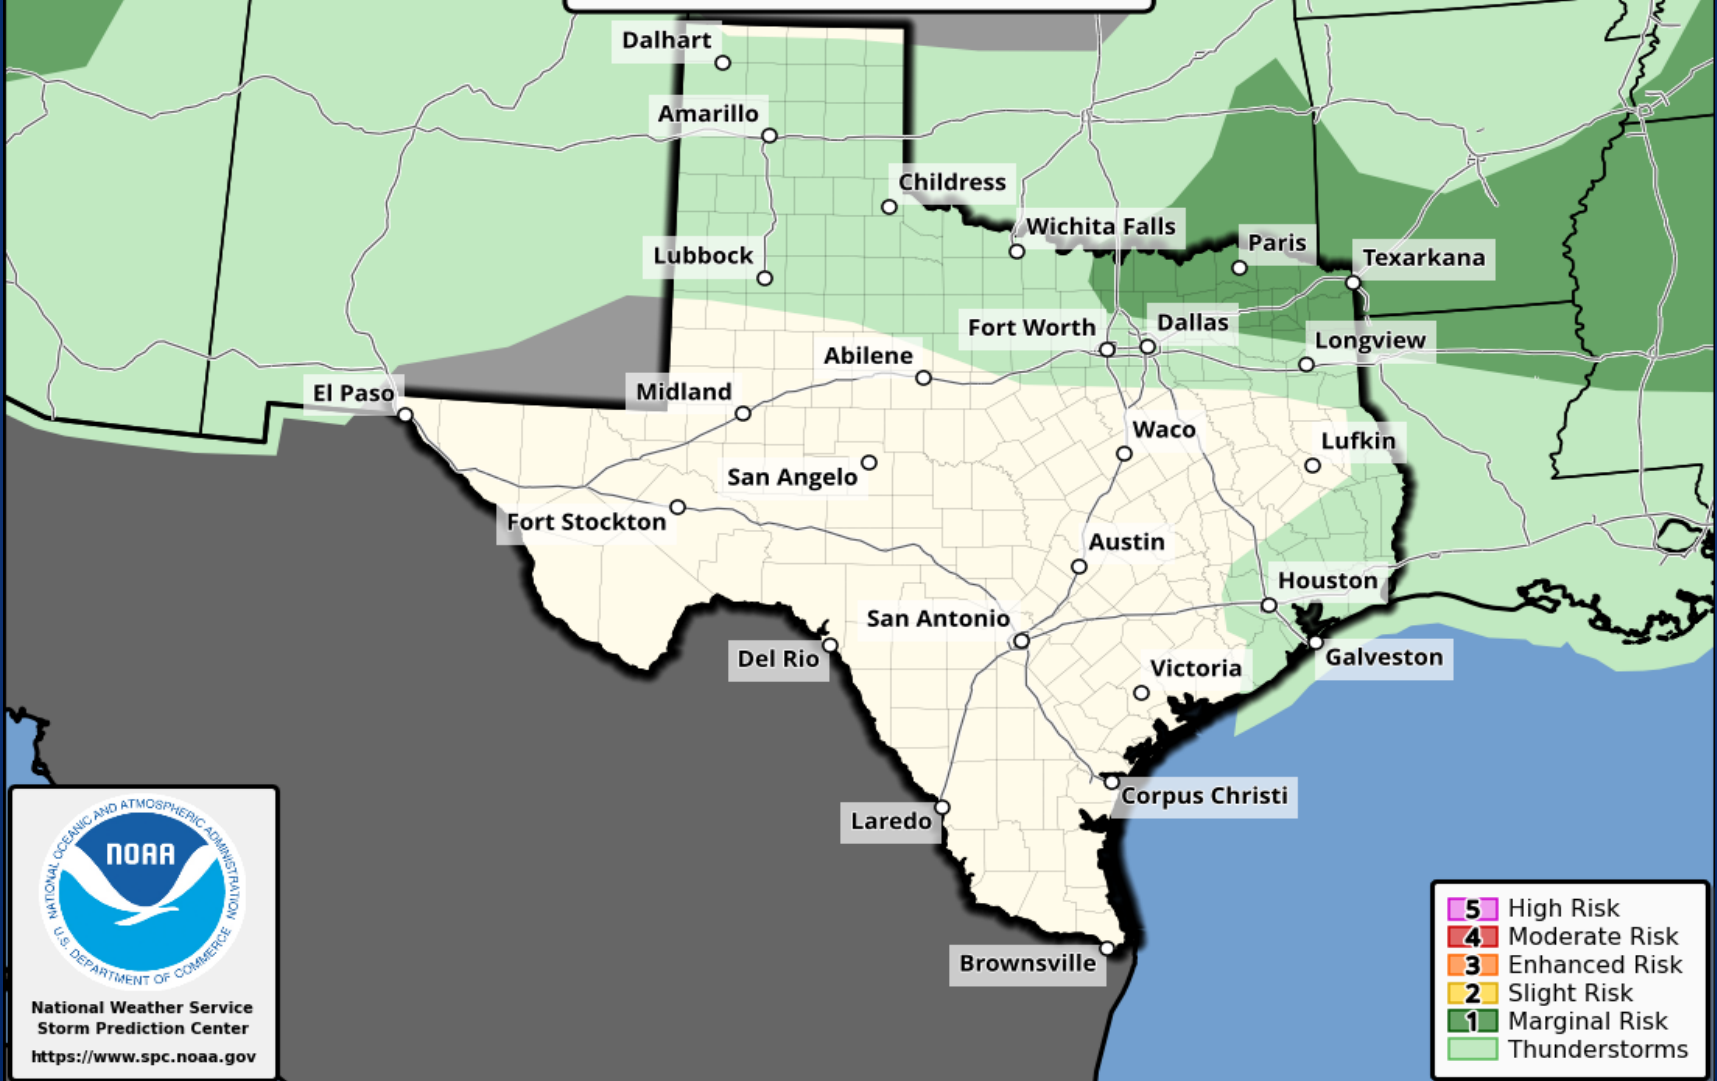 Dalhart
Amarillo
Childress
Wichita Falls
Paris
Lubbock
Texarkana
Fort Worth
Dallas
Longview
Abilene
El Paso
Midland
Waco
Lufkin
San Angelo
Fort Stockton
Austin
Houston
San Antonio
Del Rio
Victoria
Galveston
Corpus Christi
Laredo
Brownsville
NATIONAL OCEANIC AND ATMOSPHERIC ADMINISTRATION
NOAA
U.S. DEPARTMENT OF COMMERCE
National Weather Service
Storm Prediction Center
https://www.spc.noaa.gov
5 High Risk
4 Moderate Risk
3 Enhanced Risk
2 Slight Risk
1 Marginal Risk
Thunderstorms